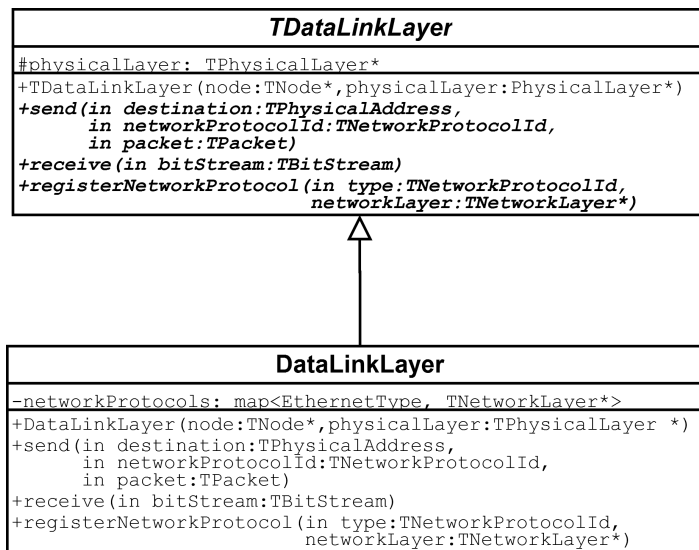 TDataLinkLayer
#physicalLayer: TPhysicalLayer*
+TDataLinkLayer(node:TNode*,physicalLayer:PhysicalLayer*)
+send(in destination:TPhysicalAddress,
in networkProtocolId:TNetworkProtocolId,
in packet:TPacket)
+receive(in bitStream:TBitStream)
+registerNetworkProtocol(in type:TNetworkProtocolId,
networkLayer:TNetworkLayer*)
DataLinkLayer
-networkProtocols: map<EthernetType, TNetworkLayer*>
+DataLinkLayer(node:TNode*,physicalLayer:TPhysicalLayer *)
+send(in destination:TPhysicalAddress,
in networkProtocolId:TNetworkProtocolId,
in packet:TPacket)
+receive(in bitStream:TBitStream)
+registerNetworkProtocol(in type:TNetworkProtocolId,
networkLayer:TNetworkLayer*)